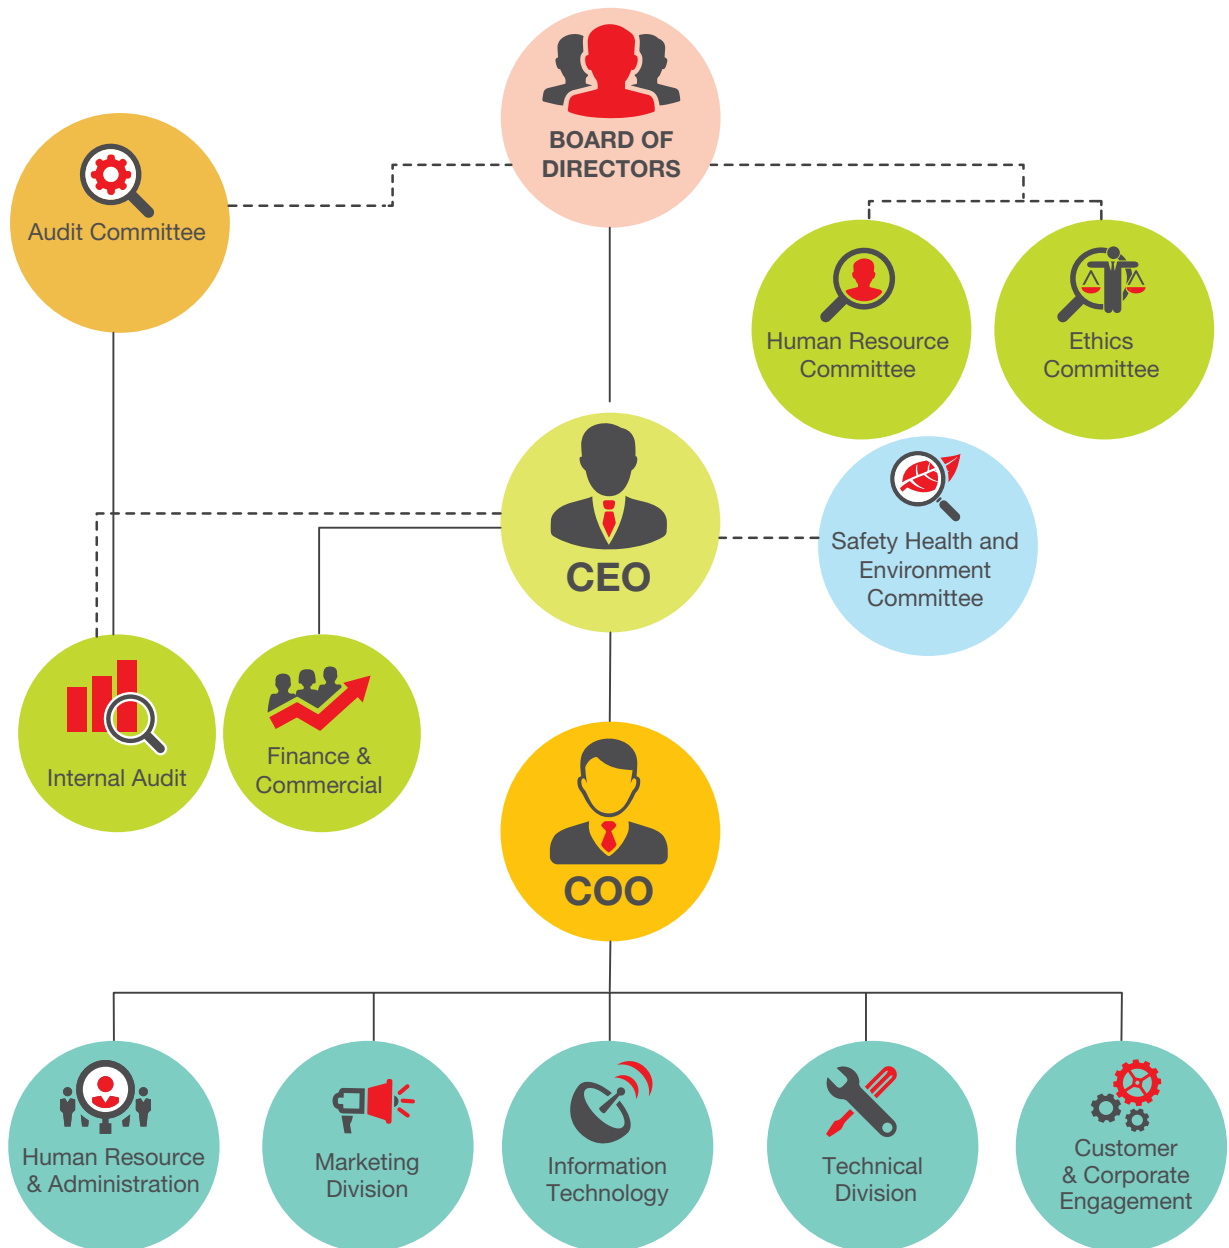 BOARD OF
DIRECTORS
Audit Committee
Human Resource
Committee
Ethics
Committee
CEO
Safety Health and
Environment
Committee
Internal Audit
Finance &
Commercial
COO
Human Resource
& Administration
Marketing
Division
Information
Technology
Technical
Division
Customer
& Corporate
Engagement